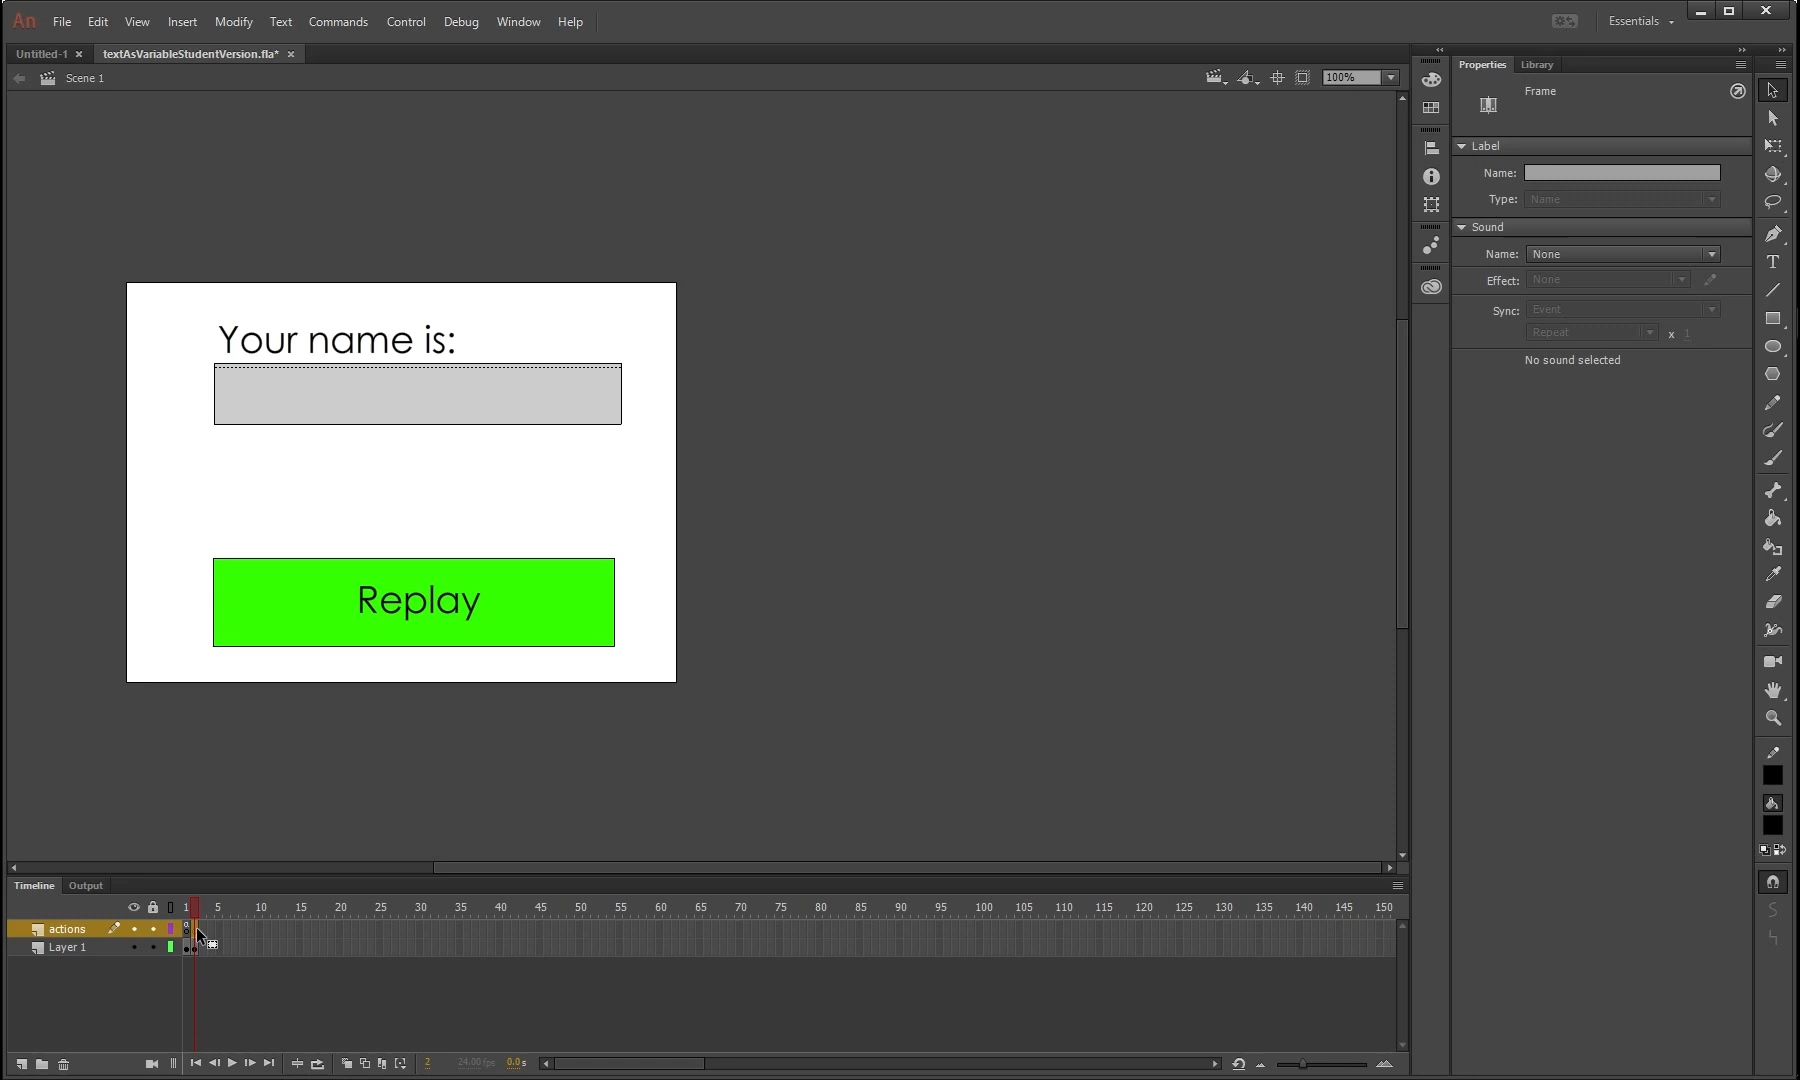 An File Edit View Insert Modify Text Commands Control Debug Window Help Essentials
Untitled-1 × textAsVariableStudentVersion.fla* ×
Scene 1 100%
Properties Library
Frame
Label
Name:
Type: Name
Sound
Name: None
Effect: None
Sync: Event
Repeat x 1
No sound selected
Your name is:
Replay
Timeline Output
1 5 10 15 20 25 30 35 40 45 50 55 60 65 70 75 80 85 90 95 100 105 110 115 120 125 130 135 140 145 150
actions
Layer 1
2 24.00 fps 0.0 s